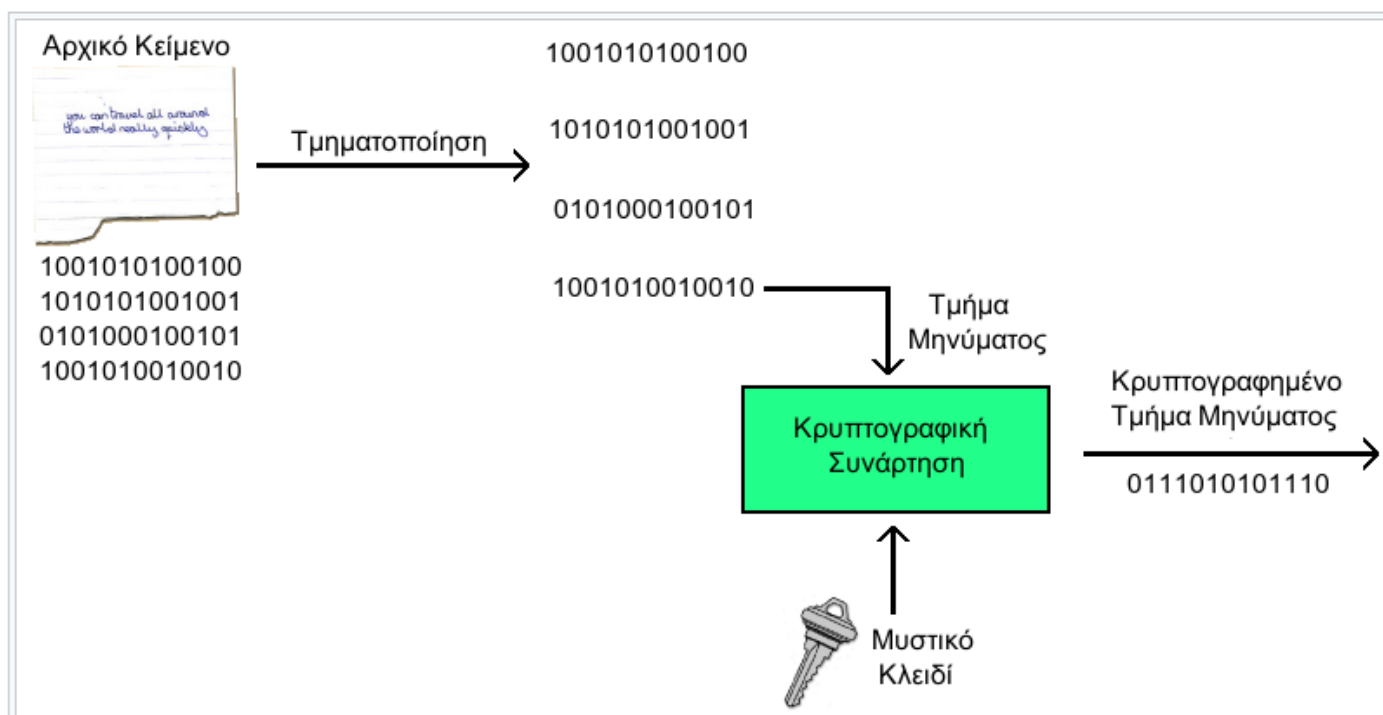 Αρχικό Κείμενο
you can travel all around
the world really quickly
1001010100100
1010101001001
0101000100101
1001010010010
Τμηματοποίηση
1001010100100
1010101001001
0101000100101
1001010010010
Τμήμα
Μηνύματος
Κρυπτογραφική
Συνάρτηση
Μυστικό
Κλειδί
Κρυπτογραφημένο
Τμήμα Μηνύματος
0111010101110